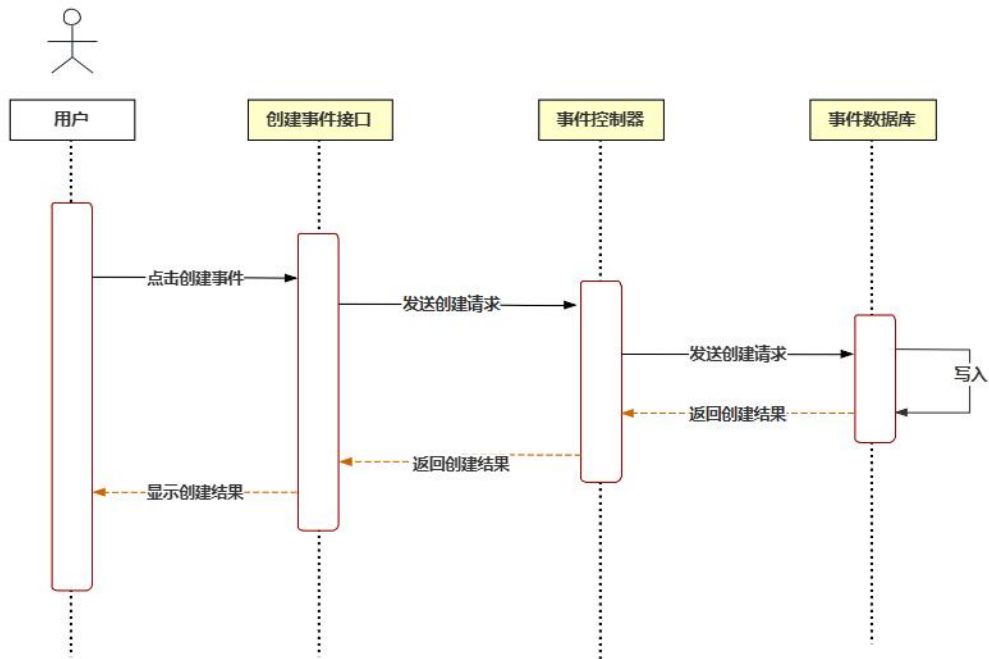 用户
创建事件接口
事件控制器
事件数据库
点击创建事件
发送创建请求
发送创建请求
写入
返回创建结果
返回创建结果
显示创建结果